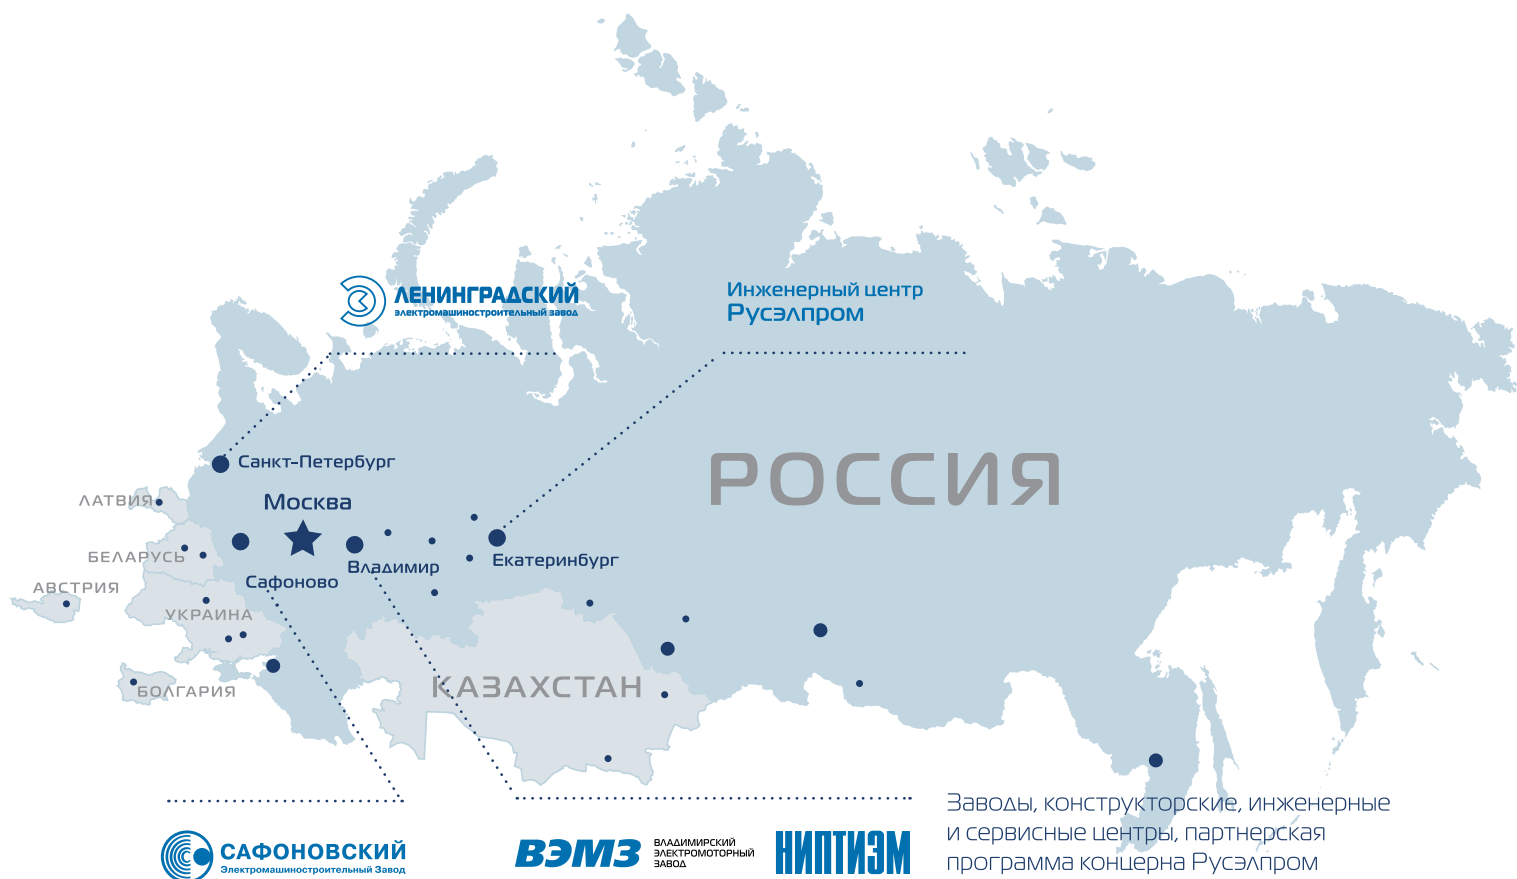 ЛЕНИНГРАДСКИЙ
электромашиностроительный завод
Инженерный центр
Русэлпром
РОССИЯ
Санкт-Петербург
ЛАТВИЯ
Москва
БЕЛАРУСЬ
Владимир
Екатеринбург
Сафоново
АВСТРИЯ
УКРАИНА
КАЗАХСТАН
БОЛГАРИЯ
САФОНОВСКИЙ
Электромашиностроительный Завод
ВЭМЗ
ВЛАДИМИРСКИЙ
ЭЛЕКТРОМОТОРНЫЙ
ЗАВОД
НИПТИЭМ
Заводы, конструкторские, инженерные
и сервисные центры, партнерская
программа концерна Русэлпром